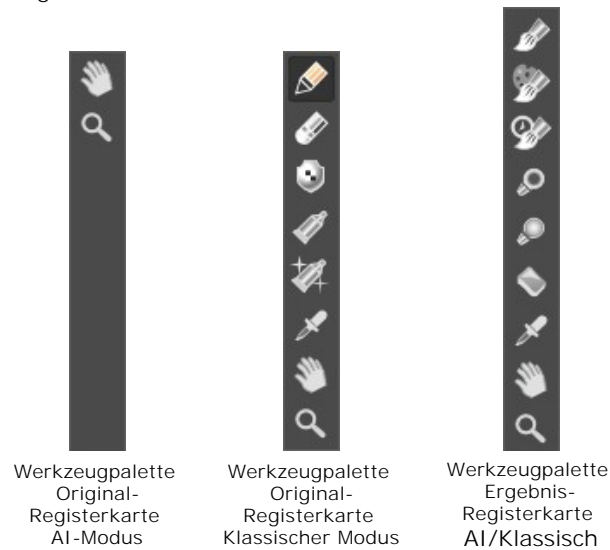 Werkzeugpalette
Original-
Registerkarte
AI-Modus
Werkzeugpalette
Original-
Registerkarte
Klassischer Modus
Werkzeugpalette
Ergebnis-
Registerkarte
AI/Klassisch